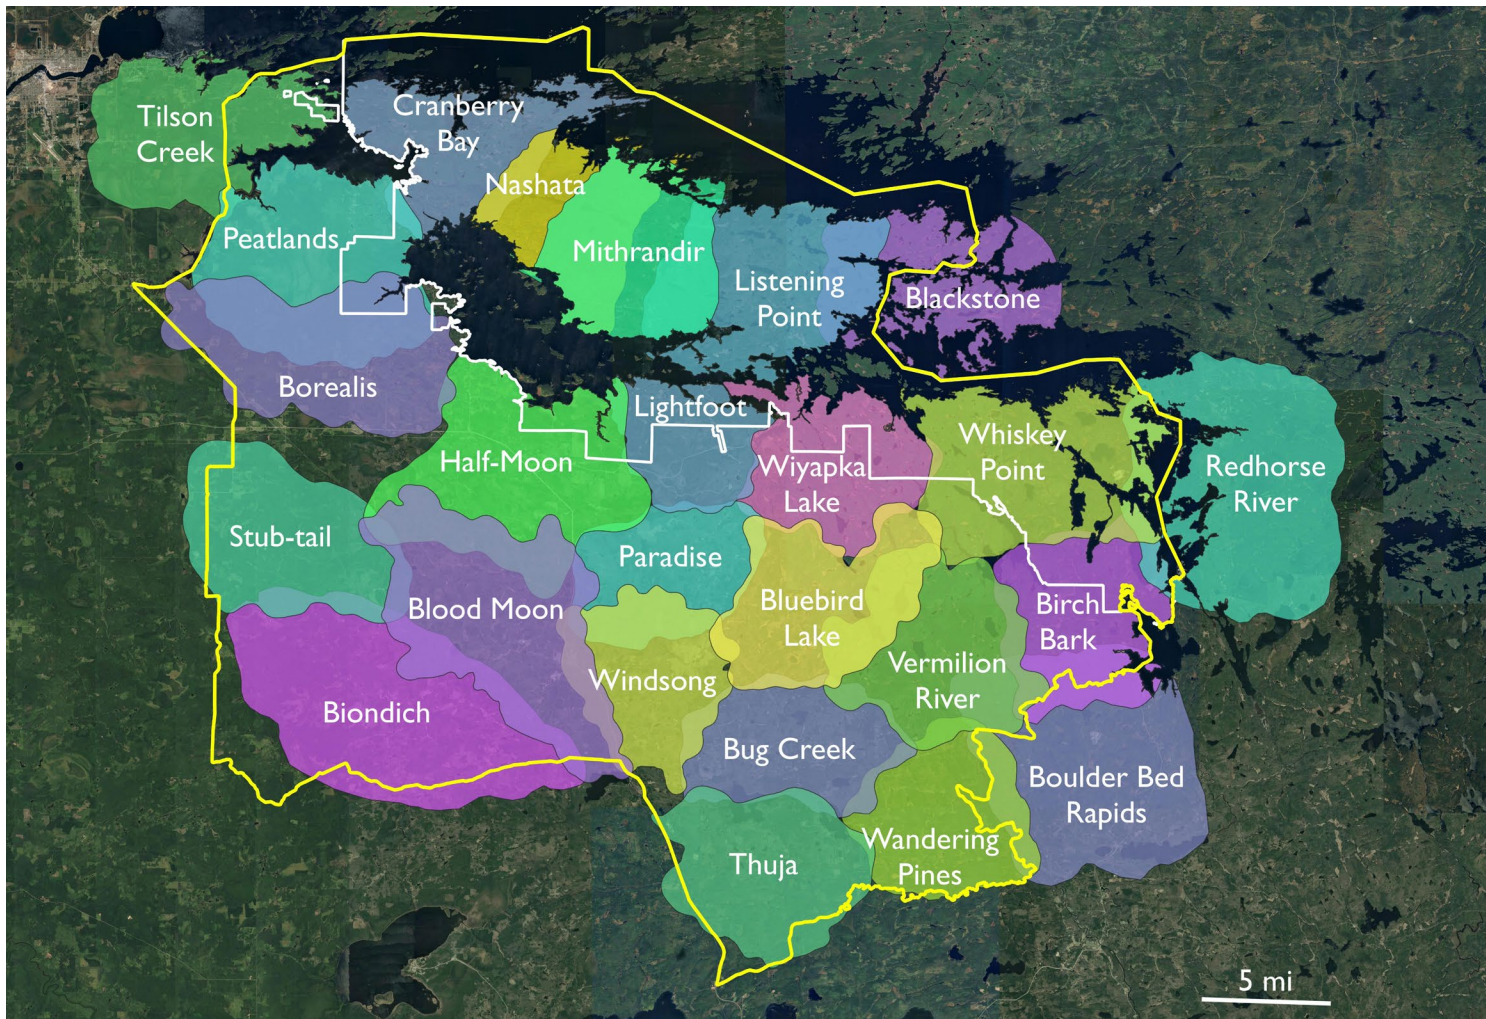 Tilson
Creek
Cranberry
Bay
Nashata
Peatlands
Mithrandir
Listening
Point
Blackstone
Borealis
Lightfoot
Half-Moon
Whiskey
Point
Wiyapka
Lake
Redhorse
River
Stub-tail
Paradise
Blood Moon
Bluebird
Lake
Birch
Bark
Vermilion
River
Windsong
Biondich
Bug Creek
Boulder Bed
Rapids
Wandering
Pines
Thuja
5 mi